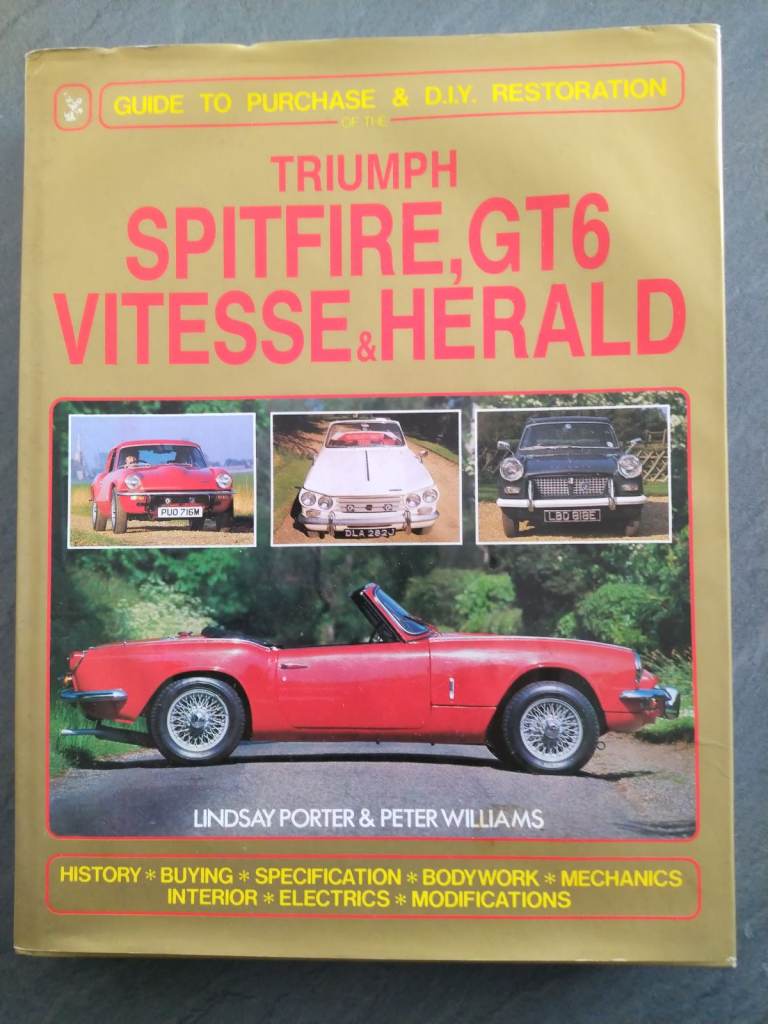 GUIDE TO PURCHASE & D.I.Y. RESTORATION
OF THE
TRIUMPH
SPITFIRE, GT6
VITESSE & HERALD
PUO 716M
DLA 282J
LBD 818E
LINDSAY PORTER & PETER WILLIAMS
HISTORY * BUYING * SPECIFICATION * BODYWORK * MECHANICS
INTERIOR * ELECTRICS * MODIFICATIONS